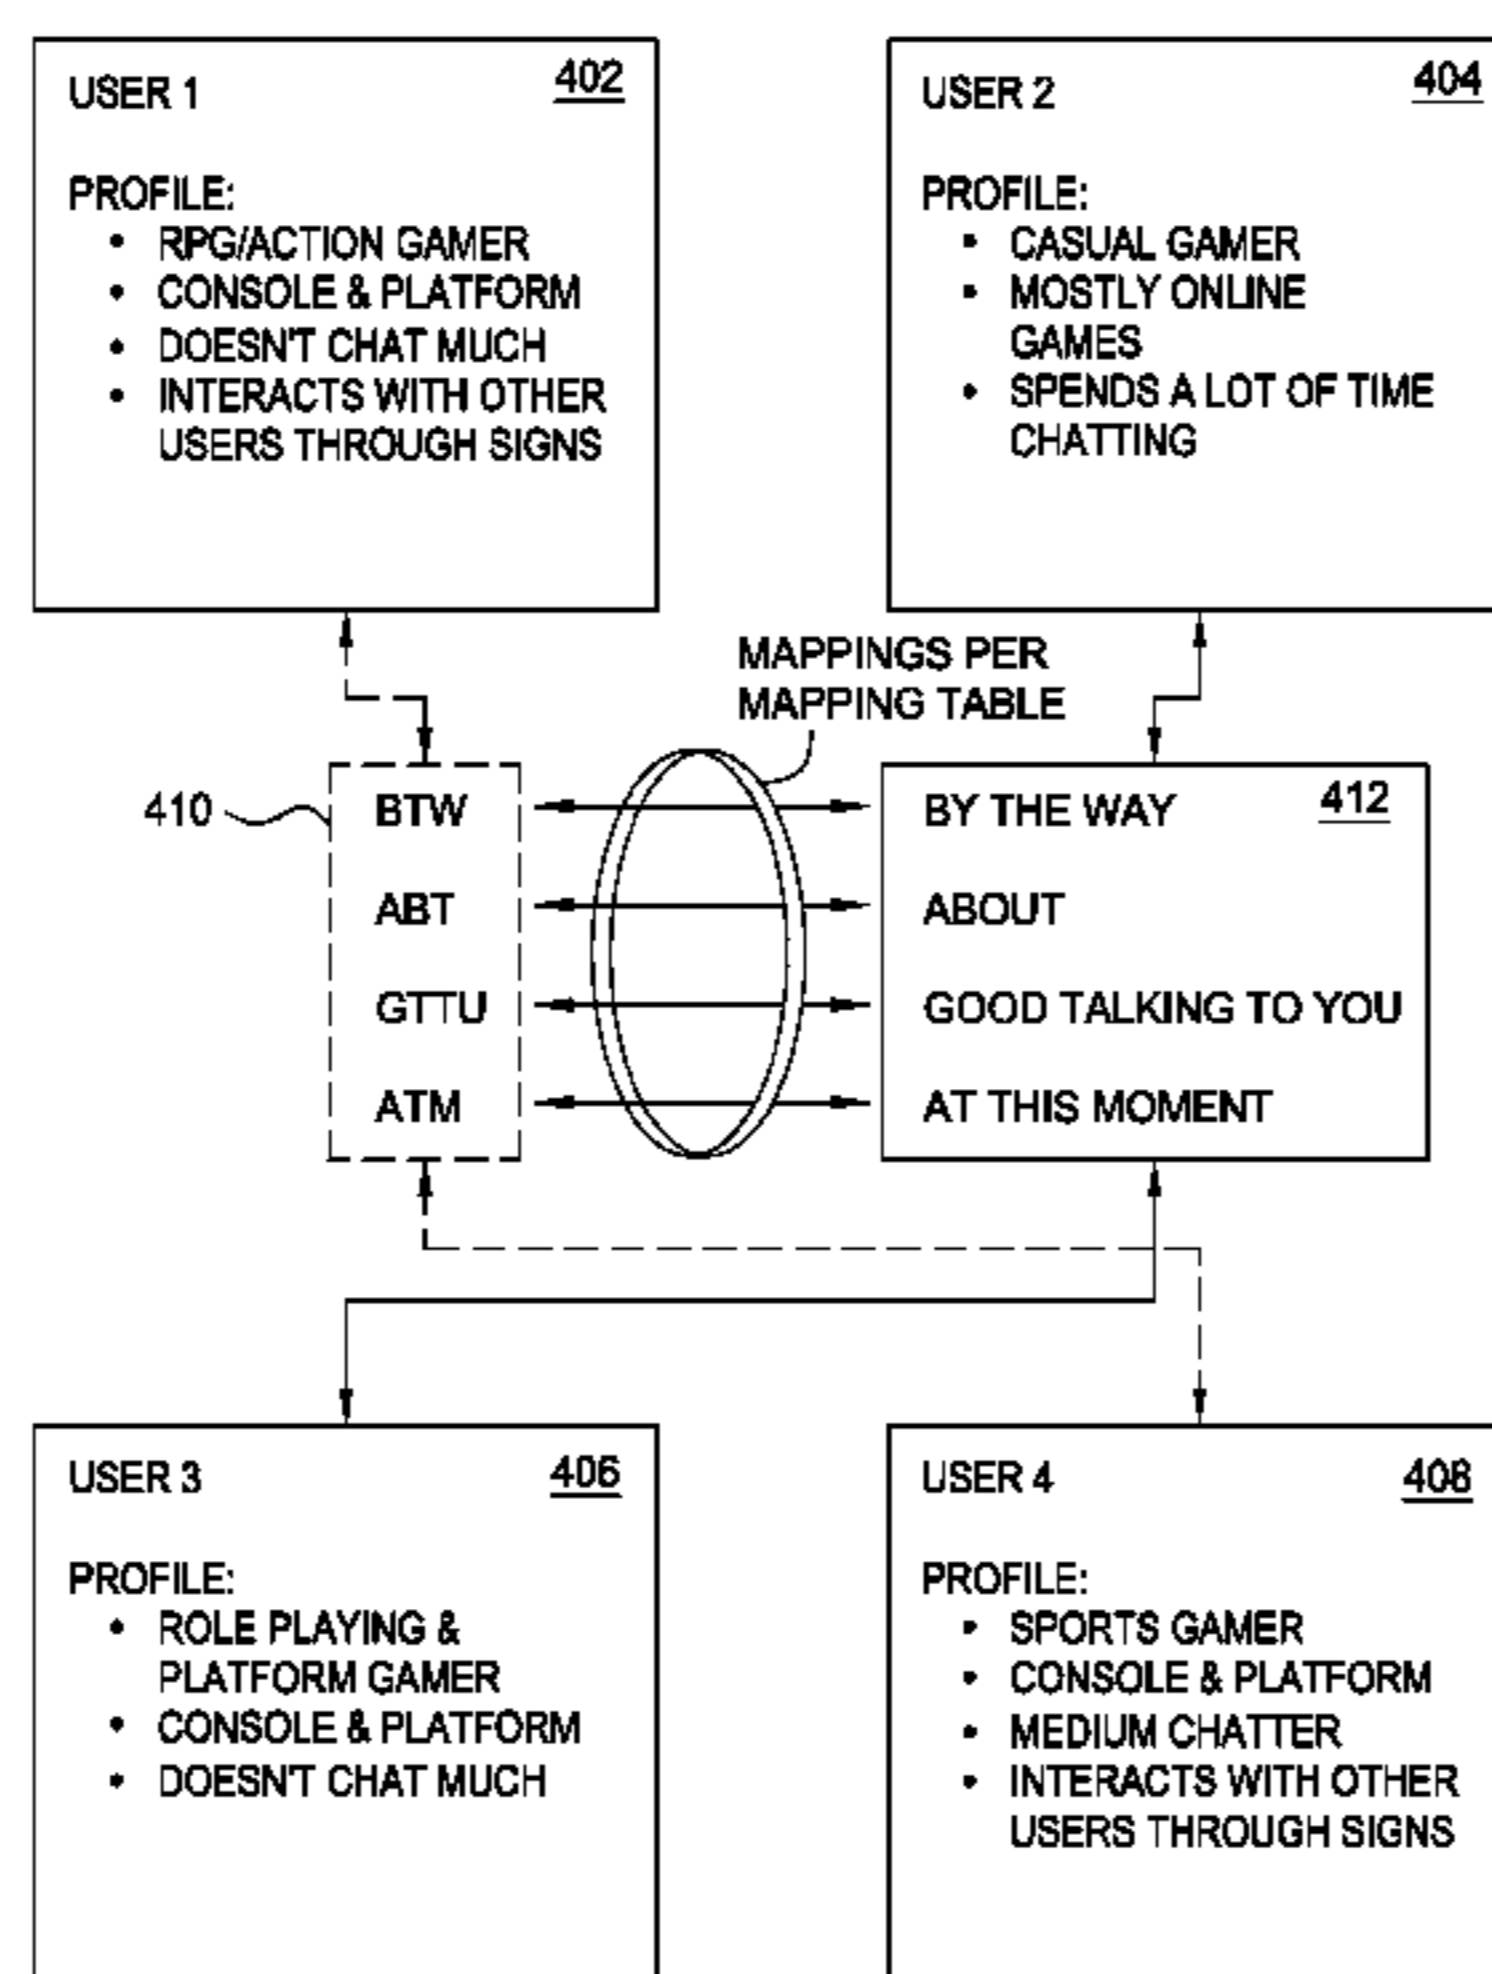 USER 1 402
PROFILE:
• RPG/ACTION GAMER
• CONSOLE & PLATFORM
• DOESN'T CHAT MUCH
• INTERACTS WITH OTHER
USERS THROUGH SIGNS
USER 2 404
PROFILE:
• CASUAL GAMER
• MOSTLY ONLINE
GAMES
• SPENDS A LOT OF TIME
CHATTING
MAPPINGS PER
MAPPING TABLE
410
BTW
ABT
GTTU
ATM
BY THE WAY 412
ABOUT
GOOD TALKING TO YOU
AT THIS MOMENT
USER 3 406
PROFILE:
• ROLE PLAYING &
PLATFORM GAMER
• CONSOLE & PLATFORM
• DOESN'T CHAT MUCH
USER 4 408
PROFILE:
• SPORTS GAMER
• CONSOLE & PLATFORM
• MEDIUM CHATTER
• INTERACTS WITH OTHER
USERS THROUGH SIGNS